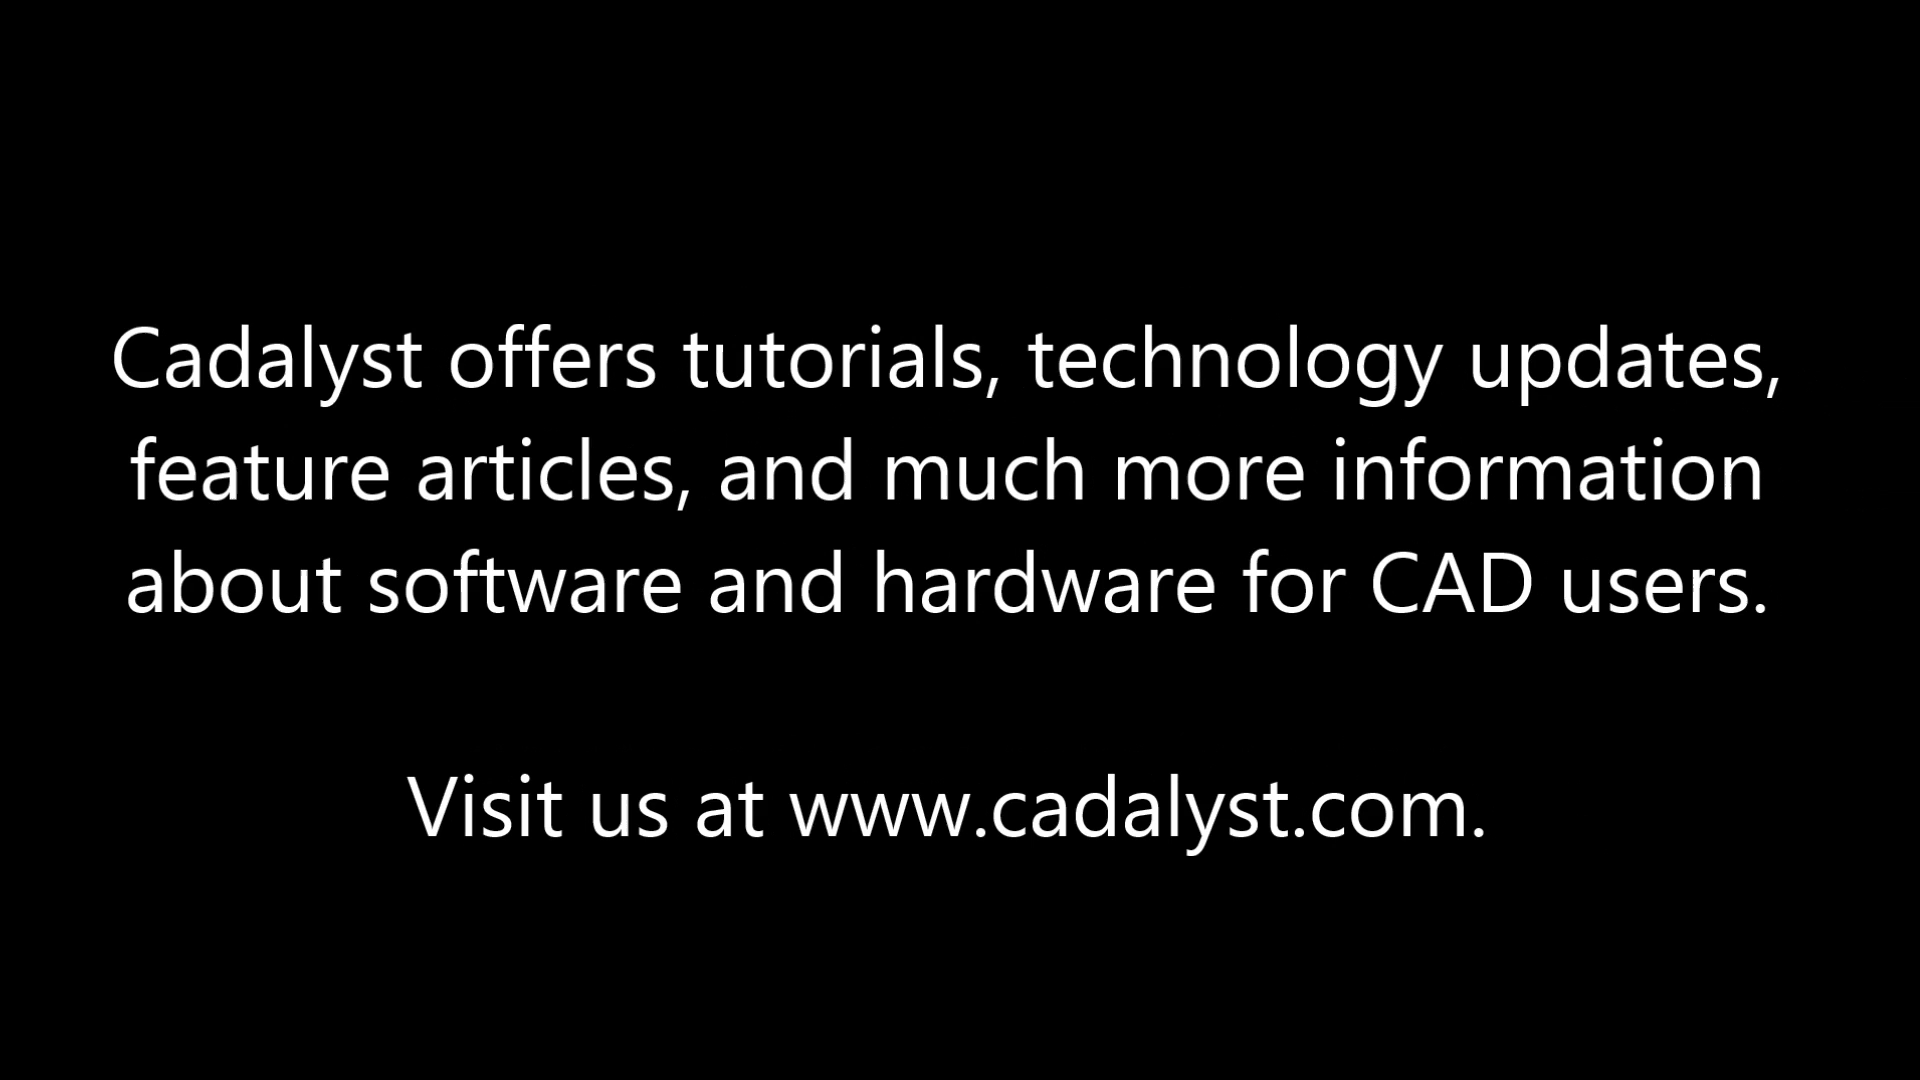 Cadalyst offers tutorials, technology updates,
feature articles, and much more information
about software and hardware for CAD users.
Visit us at www.cadalyst.com.